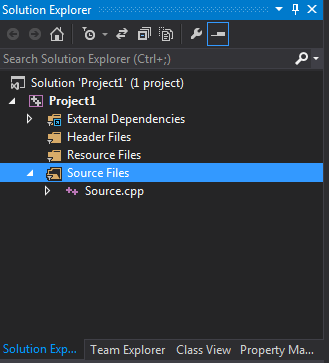 Solution Explorer
Search Solution Explorer (Ctrl+;)
Solution 'Project1' (1 project)
Project1
External Dependencies
Header Files
Resource Files
Source Files
Source.cpp
Solution Exp... Team Explorer Class View Property Ma...